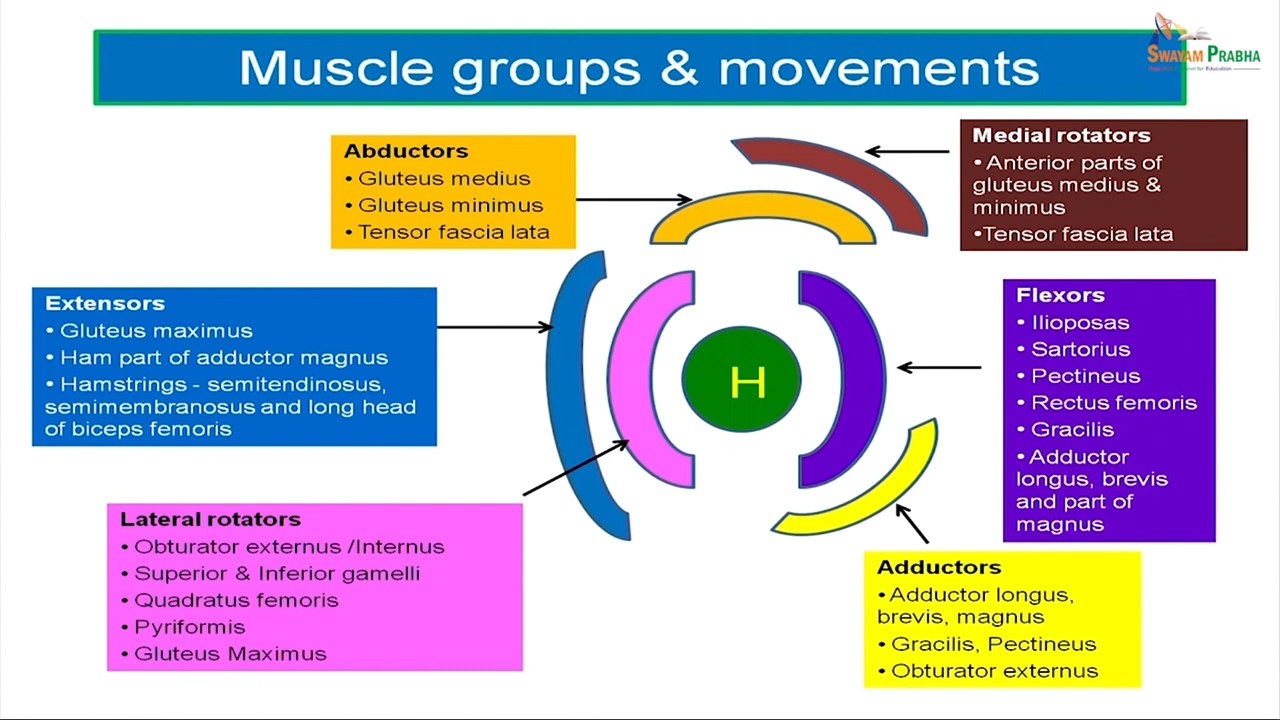 Muscle groups & movements
SWAYAM PRABHA
Abductors
• Gluteus medius
• Gluteus minimus
• Tensor fascia lata
Medial rotators
• Anterior parts of
gluteus medius &
minimus
•Tensor fascia lata
Extensors
• Gluteus maximus
• Ham part of adductor magnus
• Hamstrings - semitendinosus,
semimembranosus and long head
of biceps femoris
H
Flexors
• Ilioposas
• Sartorius
• Pectineus
• Rectus femoris
• Gracilis
• Adductor
longus, brevis
and part of
magnus
Lateral rotators
• Obturator externus /Internus
• Superior & Inferior gamelli
• Quadratus femoris
• Pyriformis
• Gluteus Maximus
Adductors
• Adductor longus,
brevis, magnus
• Gracilis, Pectineus
• Obturator externus